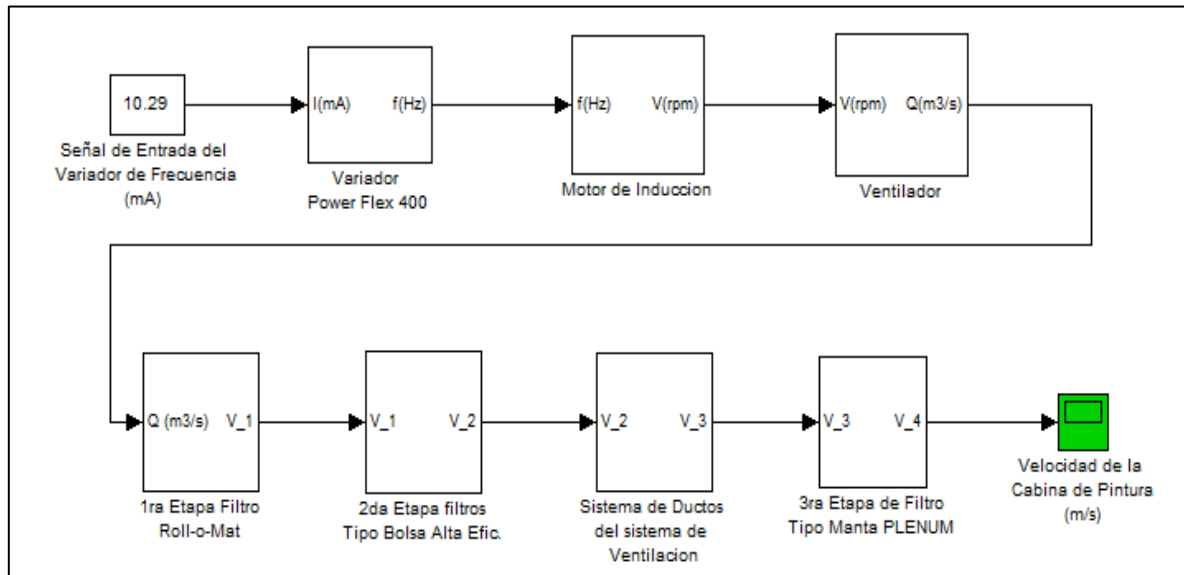 10.29
I(mA) f(Hz)
f(Hz) V(rpm)
V(rpm) Q(m3/s)
Señal de Entrada del
Variador de Frecuencia
(mA)
Variador
Power Flex 400
Motor de Induccion
Ventilador
Q (m3/s) V_1
V_1 V_2
V_2 V_3
V_3 V_4
1ra Etapa Filtro
Roll-o-Mat
2da Etapa filtros
Tipo Bolsa Alta Efic.
Sistema de Ductos
del sistema de
Ventilacion
3ra Etapa de Filtro
Tipo Manta PLENUM
Velocidad de la
Cabina de Pintura
(m/s)